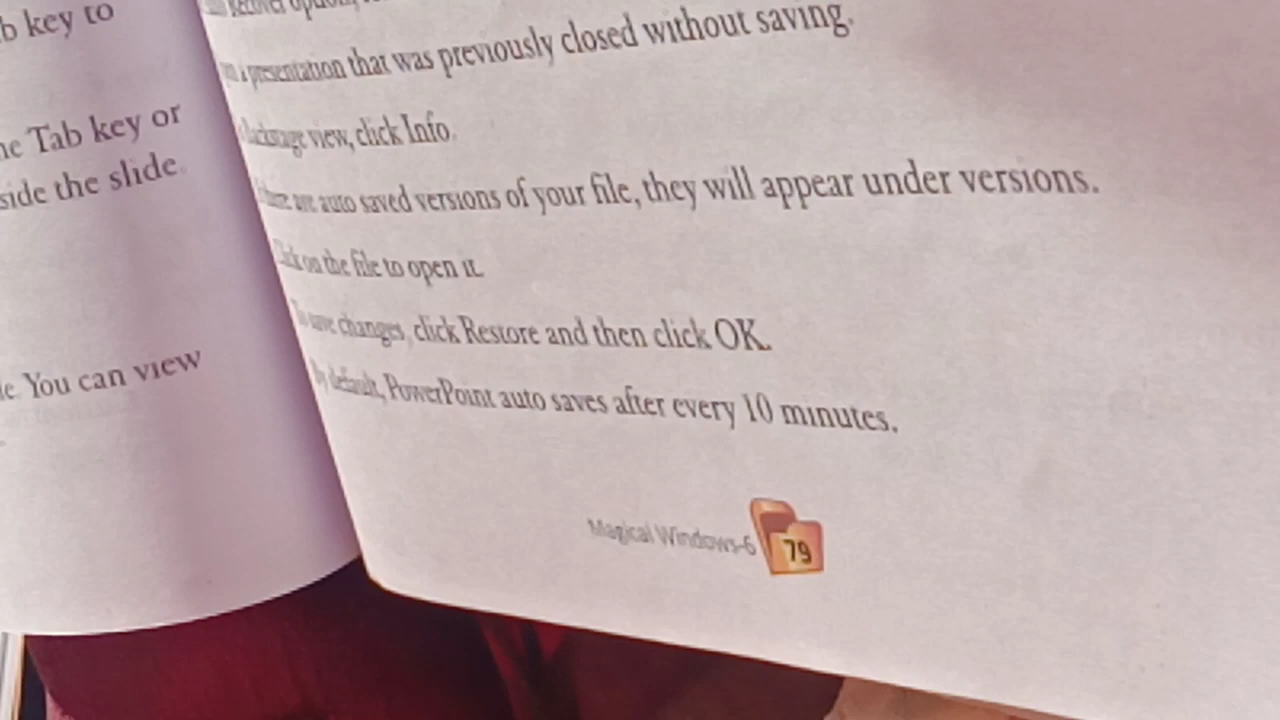 b key to
Tab key or
side the slide.
You can view
Recover option,
a presentation that was previously closed without saving.
Backstage view, click Info.
there are auto saved versions of your file, they will appear under versions.
Click on the file to open it.
To save changes, click Restore and then click OK.
By default, PowerPoint auto saves after every 10 minutes.
Magical Windows-6
79